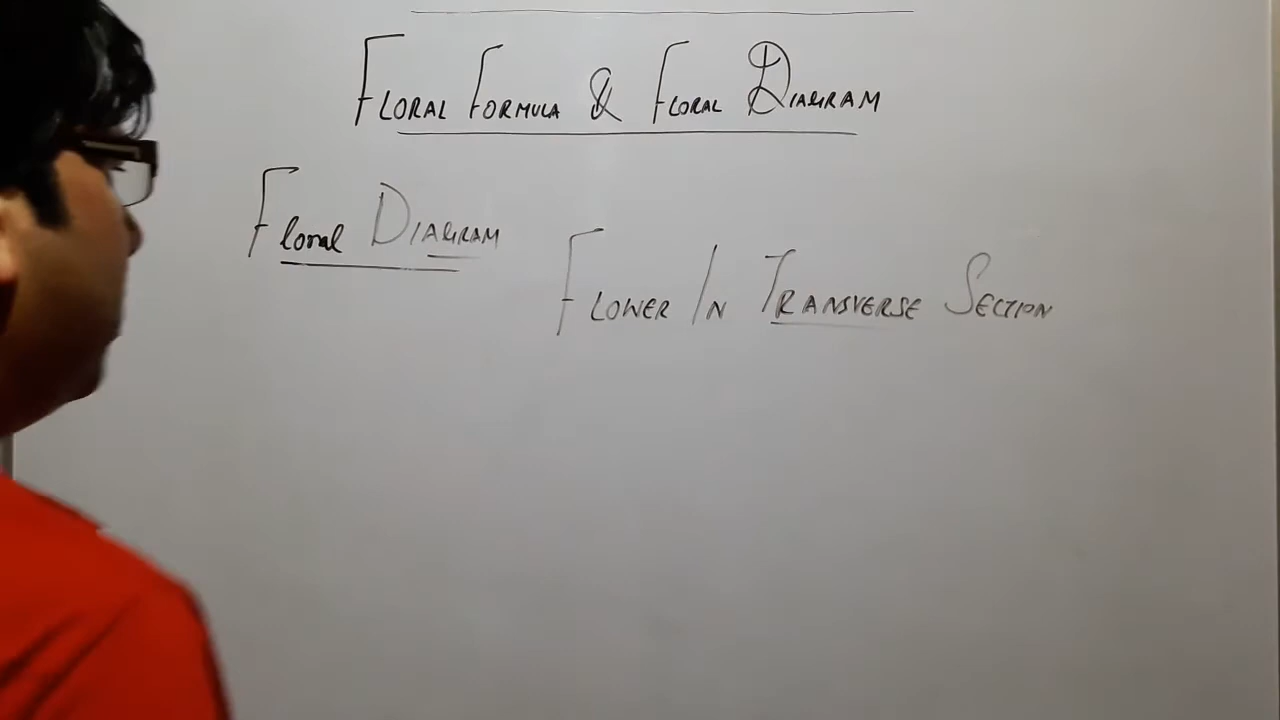 FLORAL FORMULA & FLORAL DIAGRAM
Floral DIAGRAM
FLOWER IN TRANSVERSE SECTION